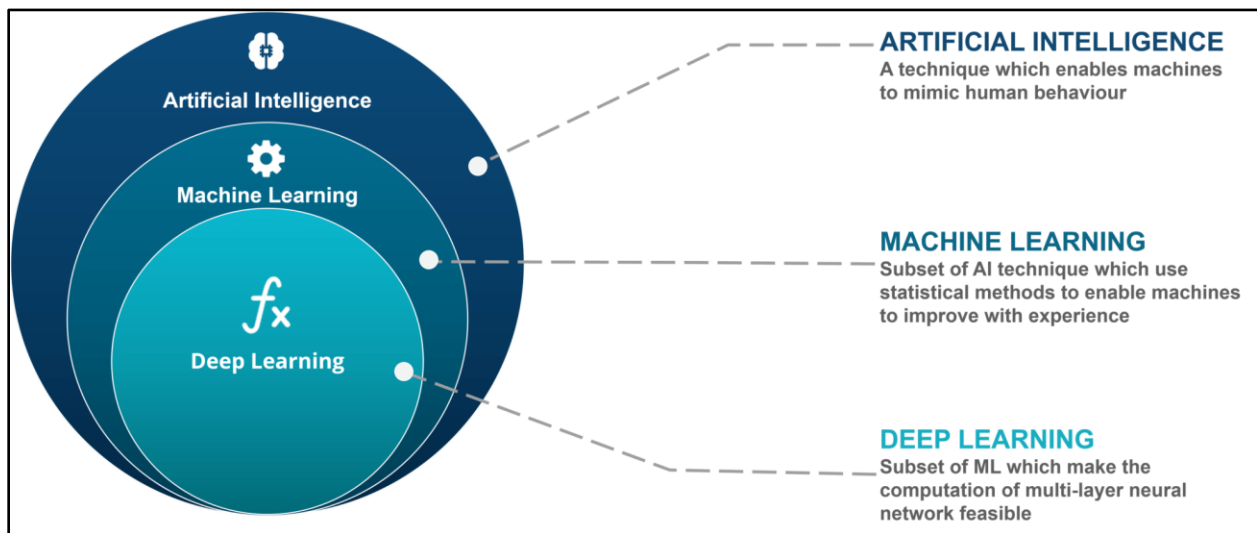 Artificial Intelligence
Machine Learning
fx
Deep Learning
ARTIFICIAL INTELLIGENCE
A technique which enables machines
to mimic human behaviour
MACHINE LEARNING
Subset of AI technique which use
statistical methods to enable machines
to improve with experience
DEEP LEARNING
Subset of ML which make the
computation of multi-layer neural
network feasible